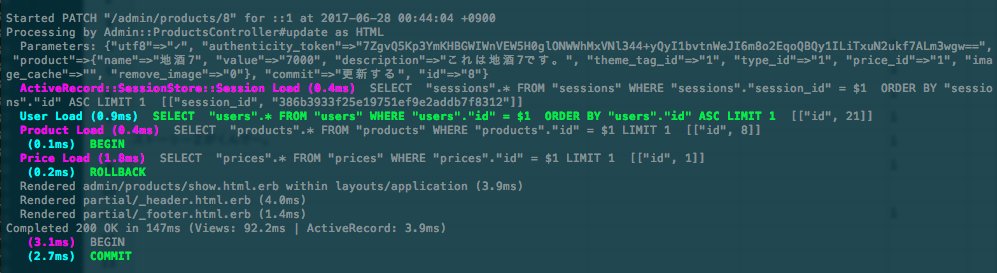 Started PATCH "/admin/products/8" for ::1 at 2017-06-28 00:44:04 +0900
Processing by Admin::ProductsController#update as HTML
  Parameters: {"utf8"=>"✓", "authenticity_token"=>"7ZgvQ5Kp3YmKHBGWIWnVEW5H0glONWWhMxVNl344+yQyI1bvtnWeJI6m8o2EqoQBQy1ILiTxuN2ukf7ALm3wgw==",
 "product"=>{"name"=>"地酒7", "value"=>"7000", "description"=>"これは地酒7です。", "theme_tag_id"=>"1", "type_id"=>"1", "price_id"=>"1", "ima
ge_cache"=>"", "remove_image"=>"0"}, "commit"=>"更新する", "id"=>"8"}
  ActiveRecord::SessionStore::Session Load (0.4ms)  SELECT  "sessions".* FROM "sessions" WHERE "sessions"."session_id" = $1  ORDER BY "sessio
ns"."id" ASC LIMIT 1  [["session_id", "386b3933f25e19751ef9e2addb7f8312"]]
  User Load (0.9ms)  SELECT  "users".* FROM "users" WHERE "users"."id" = $1  ORDER BY "users"."id" ASC LIMIT 1  [["id", 21]]
  Product Load (0.4ms)  SELECT  "products".* FROM "products" WHERE "products"."id" = $1 LIMIT 1  [["id", 8]]
   (0.1ms)  BEGIN
  Price Load (1.8ms)  SELECT  "prices".* FROM "prices" WHERE "prices"."id" = $1 LIMIT 1  [["id", 1]]
   (0.2ms)  ROLLBACK
  Rendered admin/products/show.html.erb within layouts/application (3.9ms)
  Rendered partial/_header.html.erb (4.0ms)
  Rendered partial/_footer.html.erb (1.4ms)
Completed 200 OK in 147ms (Views: 92.2ms | ActiveRecord: 3.9ms)
   (3.1ms)  BEGIN
   (2.7ms)  COMMIT